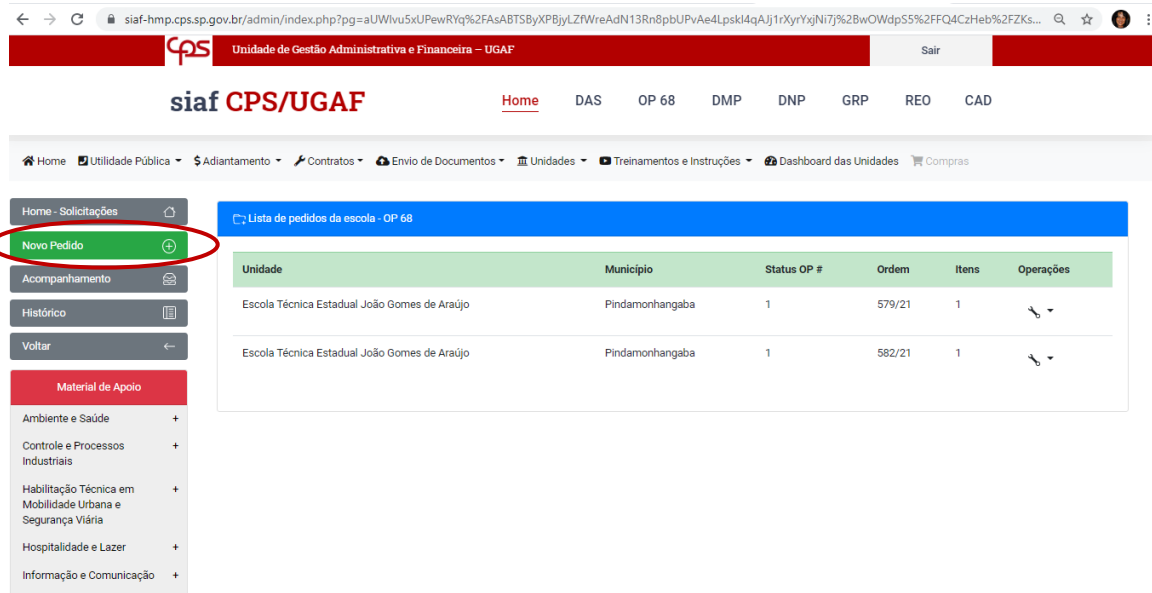 siaf-hmp.cps.sp.gov.br/admin/index.php?pg=aUWlvu5xUPewRYq%2FAsABTSByXPBjyLZfWreAdN13Rn8pbUPvAe4Lpskl4qAJj1rXyrYxjNi7j%2BwOWdpS5%2FFQ4CzHeb%2FZKs...
cps Unidade de Gestão Administrativa e Financeira – UGAF Sair
siaf CPS/UGAF Home DAS OP 68 DMP DNP GRP REO CAD
Home Utilidade Pública $ Adiantamento Contratos Envio de Documentos Unidades Treinamentos e Instruções Dashboard das Unidades Compras
Home - Solicitações
Novo Pedido
Acompanhamento
Histórico
Voltar
Material de Apoio
Ambiente e Saúde +
Controle e Processos +
Industriais
Habilitação Técnica em +
Mobilidade Urbana e
Segurança Viária
Hospitalidade e Lazer +
Informação e Comunicação +
Lista de pedidos da escola - OP 68
Unidade Município Status OP # Ordem Itens Operações
Escola Técnica Estadual João Gomes de Araújo Pindamonhangaba 1 579/21 1
Escola Técnica Estadual João Gomes de Araújo Pindamonhangaba 1 582/21 1